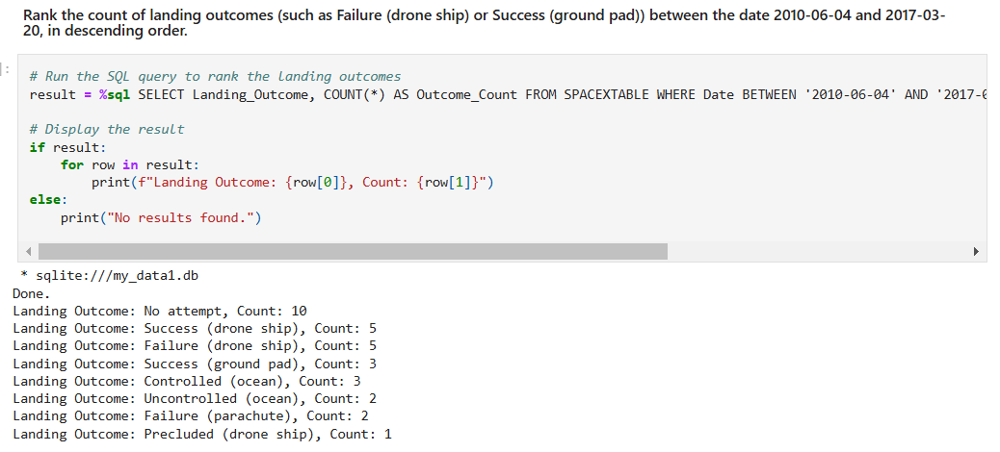 Rank the count of landing outcomes (such as Failure (drone ship) or Success (ground pad)) between the date 2010-06-04 and 2017-03-
20, in descending order.
]:
# Run the SQL query to rank the landing outcomes
result = %sql SELECT Landing_Outcome, COUNT(*) AS Outcome_Count FROM SPACEXTABLE WHERE Date BETWEEN '2010-06-04' AND '2017-
# Display the result
if result:
    for row in result:
        print(f"Landing Outcome: {row[0]}, Count: {row[1]}")
else:
    print("No results found.")
* sqlite:///my_data1.db
Done.
Landing Outcome: No attempt, Count: 10
Landing Outcome: Success (drone ship), Count: 5
Landing Outcome: Failure (drone ship), Count: 5
Landing Outcome: Success (ground pad), Count: 3
Landing Outcome: Controlled (ocean), Count: 3
Landing Outcome: Uncontrolled (ocean), Count: 2
Landing Outcome: Failure (parachute), Count: 2
Landing Outcome: Precluded (drone ship), Count: 1